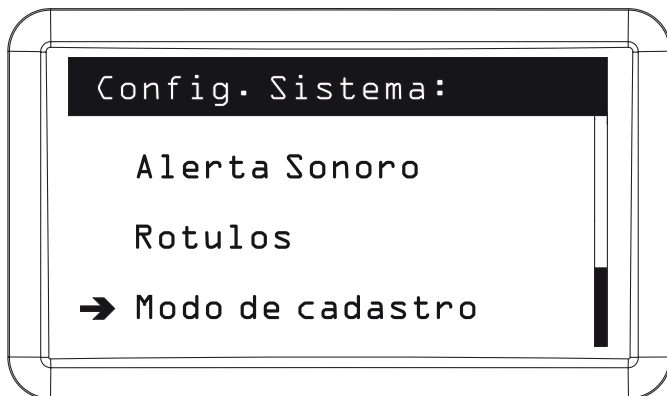 Config. Sistema:
Alerta Sonoro
Rotulos
➔ Modo de cadastro